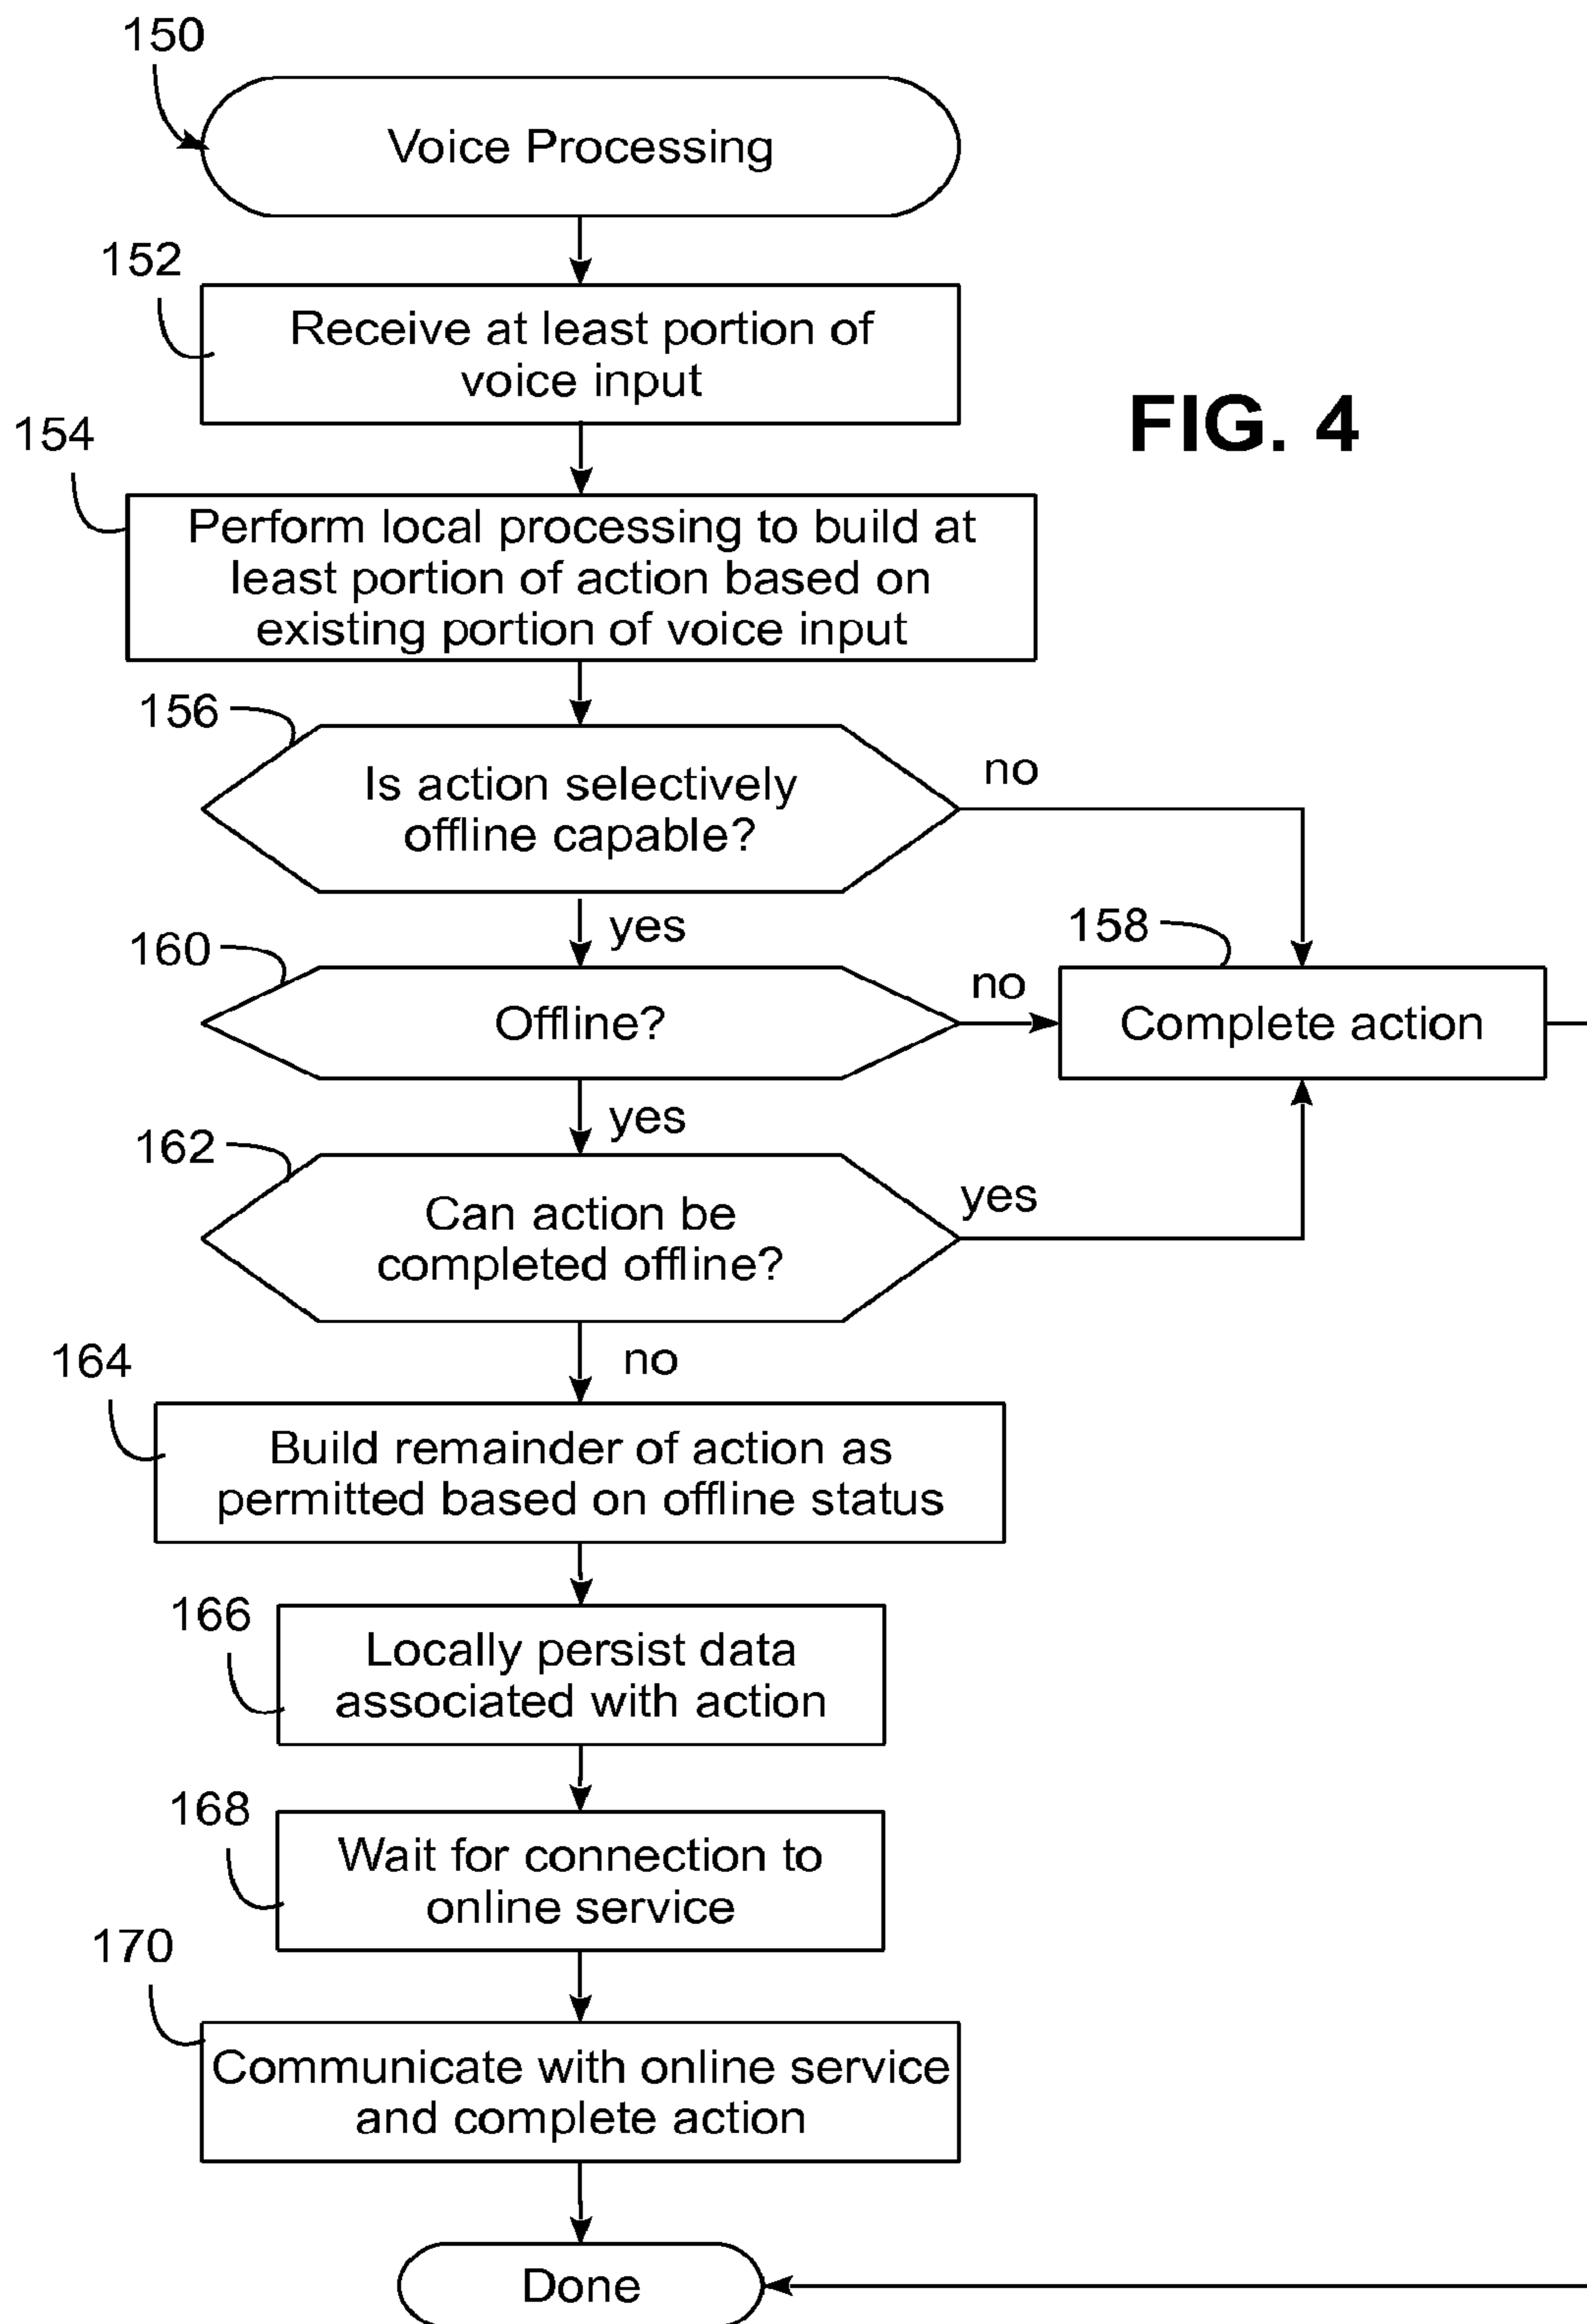 150
Voice Processing
152
Receive at least portion of
voice input
FIG. 4
154
Perform local processing to build at
least portion of action based on
existing portion of voice input
156
Is action selectively
offline capable?
no
yes
158
160
Offline?
no
Complete action
yes
162
Can action be
completed offline?
yes
no
164
Build remainder of action as
permitted based on offline status
166
Locally persist data
associated with action
168
Wait for connection to
online service
170
Communicate with online service
and complete action
Done